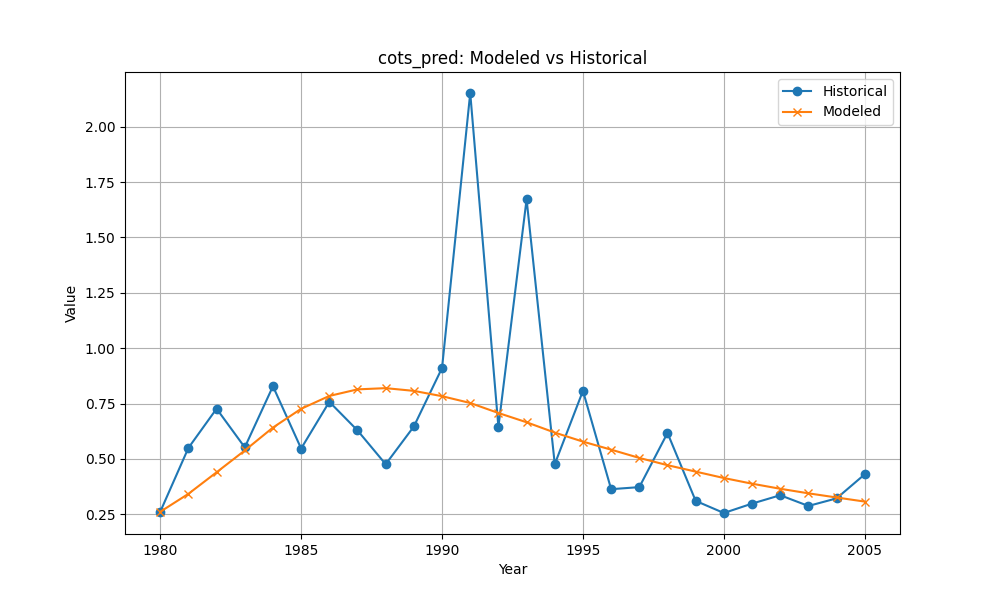 cots_pred: Modeled vs Historical
Historical
Modeled
Value
2.00
1.75
1.50
1.25
1.00
0.75
0.50
0.25
1980 1985 1990 1995 2000 2005
Year